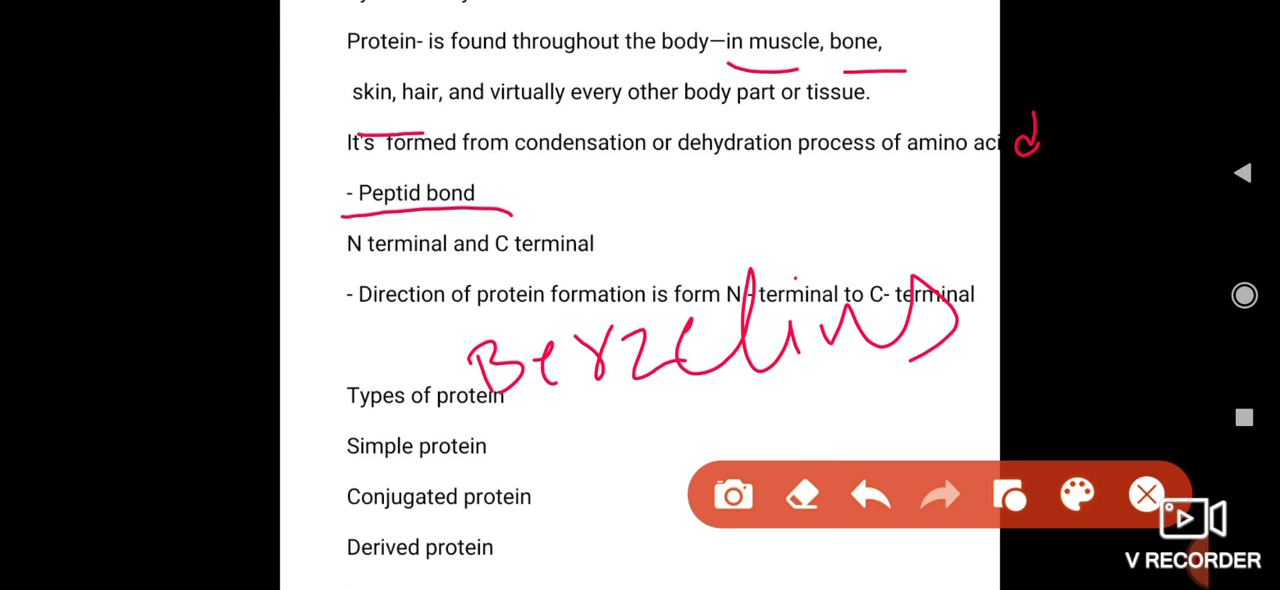 Protein- is found throughout the body—in muscle, bone,
skin, hair, and virtually every other body part or tissue.
It's formed from condensation or dehydration process of amino acid
- Peptid bond
N terminal and C terminal
- Direction of protein formation is form N - terminal to C- terminal
Berzelius
Types of protein
Simple protein
Conjugated protein
Derived protein
V RECORDER